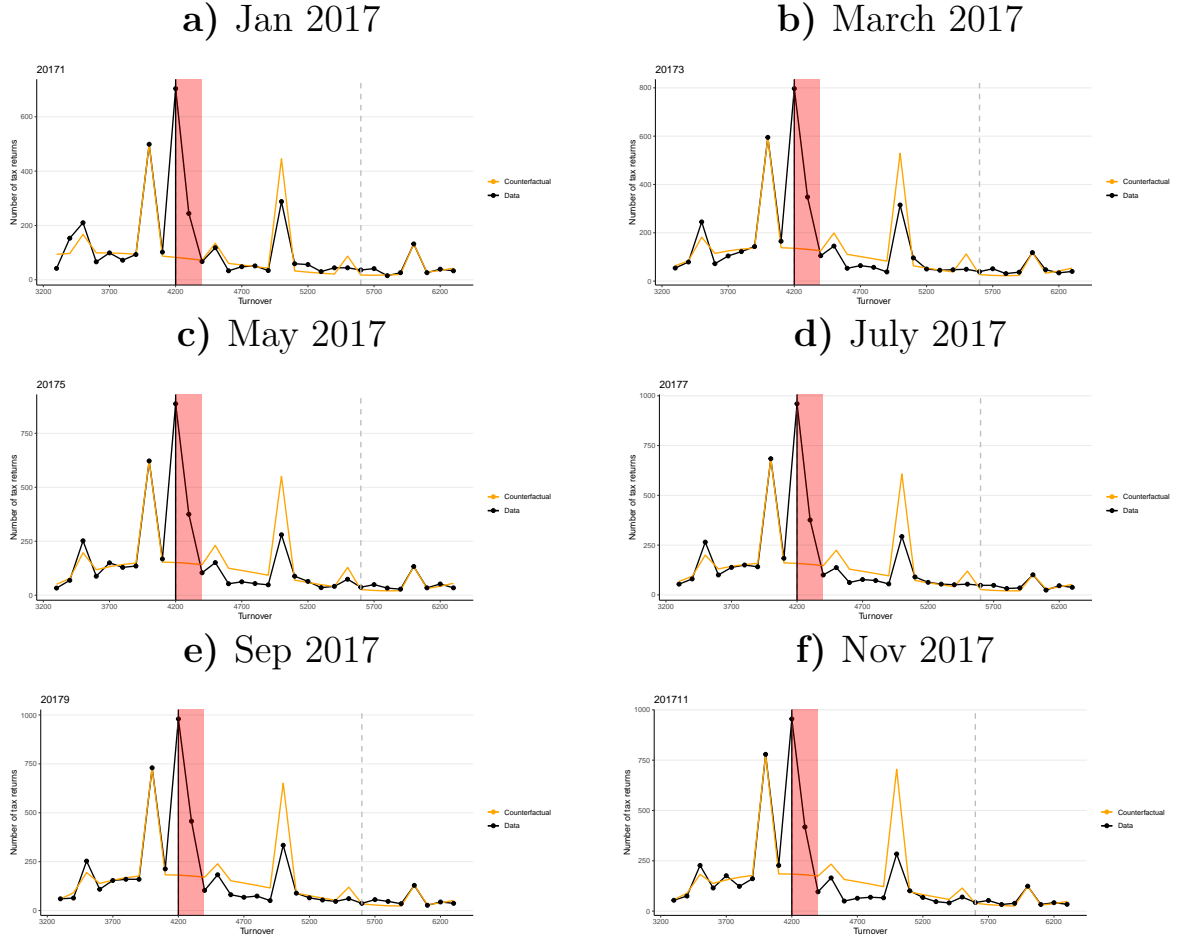 a) Jan 2017
20171
Number of tax returns
600
400
200
0
3200 3700 4200 4700 5200 5700 6200
Turnover
Counterfactual
Data
b) March 2017
20173
Number of tax returns
800
600
400
200
0
3200 3700 4200 4700 5200 5700 6200
Turnover
Counterfactual
Data
c) May 2017
20175
Number of tax returns
750
500
250
0
3200 3700 4200 4700 5200 5700 6200
Turnover
Counterfactual
Data
d) July 2017
20177
Number of tax returns
1000
750
500
250
0
3200 3700 4200 4700 5200 5700 6200
Turnover
Counterfactual
Data
e) Sep 2017
20179
Number of tax returns
1000
750
500
250
0
3200 3700 4200 4700 5200 5700 6200
Turnover
Counterfactual
Data
f) Nov 2017
201711
Number of tax returns
1000
750
500
250
0
3200 3700 4200 4700 5200 5700 6200
Turnover
Counterfactual
Data